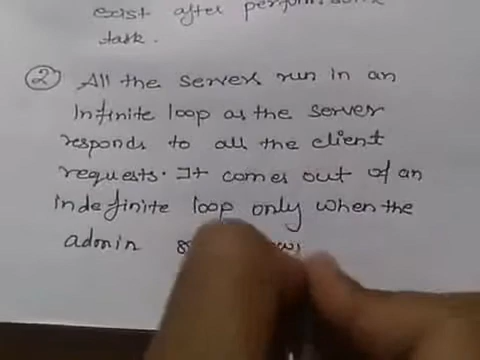 exist after perform
task.
② All the server run in an
infinite loop as the server
responds to all the client
requests. It comes out of an
indefinite loop only when the
admin